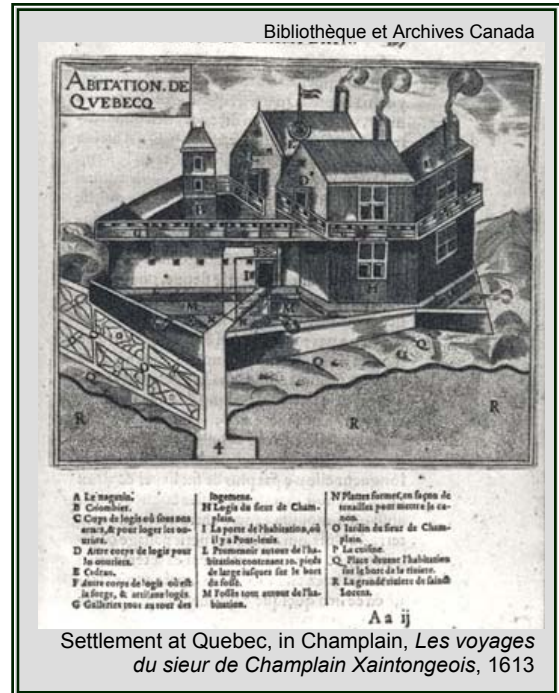 Bibliothèque et Archives Canada
ABITATION.DE
QVEBECQ
R
R
R
4
A Le magazin.
B Colombier.
C Corps de logis où ſont nos
armes,& pour loger les ou-
uriers.
D Autre corps de logis pour
les ouuriers.
E Cadran.
F Autre corps de logis où eſt
la forge, & artiſans logés.
G Galleries tout au tour des
logemens.
H Logis du ſieur de Cham-
plain.
I La porte de l'habitation, où
il y a Pont-leuis.
L Promenoir autour de l'ha-
bitation contenant 10. pieds
de large iuſques ſur le bort
du foſſé.
M Foſſés tout autour de l'ha-
bitation.
N Plattes formes, en façon de
tenailles pour mettre le ca-
non.
O Iardin du ſieur de Cham-
plain.
P La cuiſine.
Q Place deuant l'habitation
ſur le bort de la riuiere.
R La grande riuiere de ſainct
Lorens.
A a ij
Settlement at Quebec, in Champlain, Les voyages
du sieur de Champlain Xaintongeois, 1613